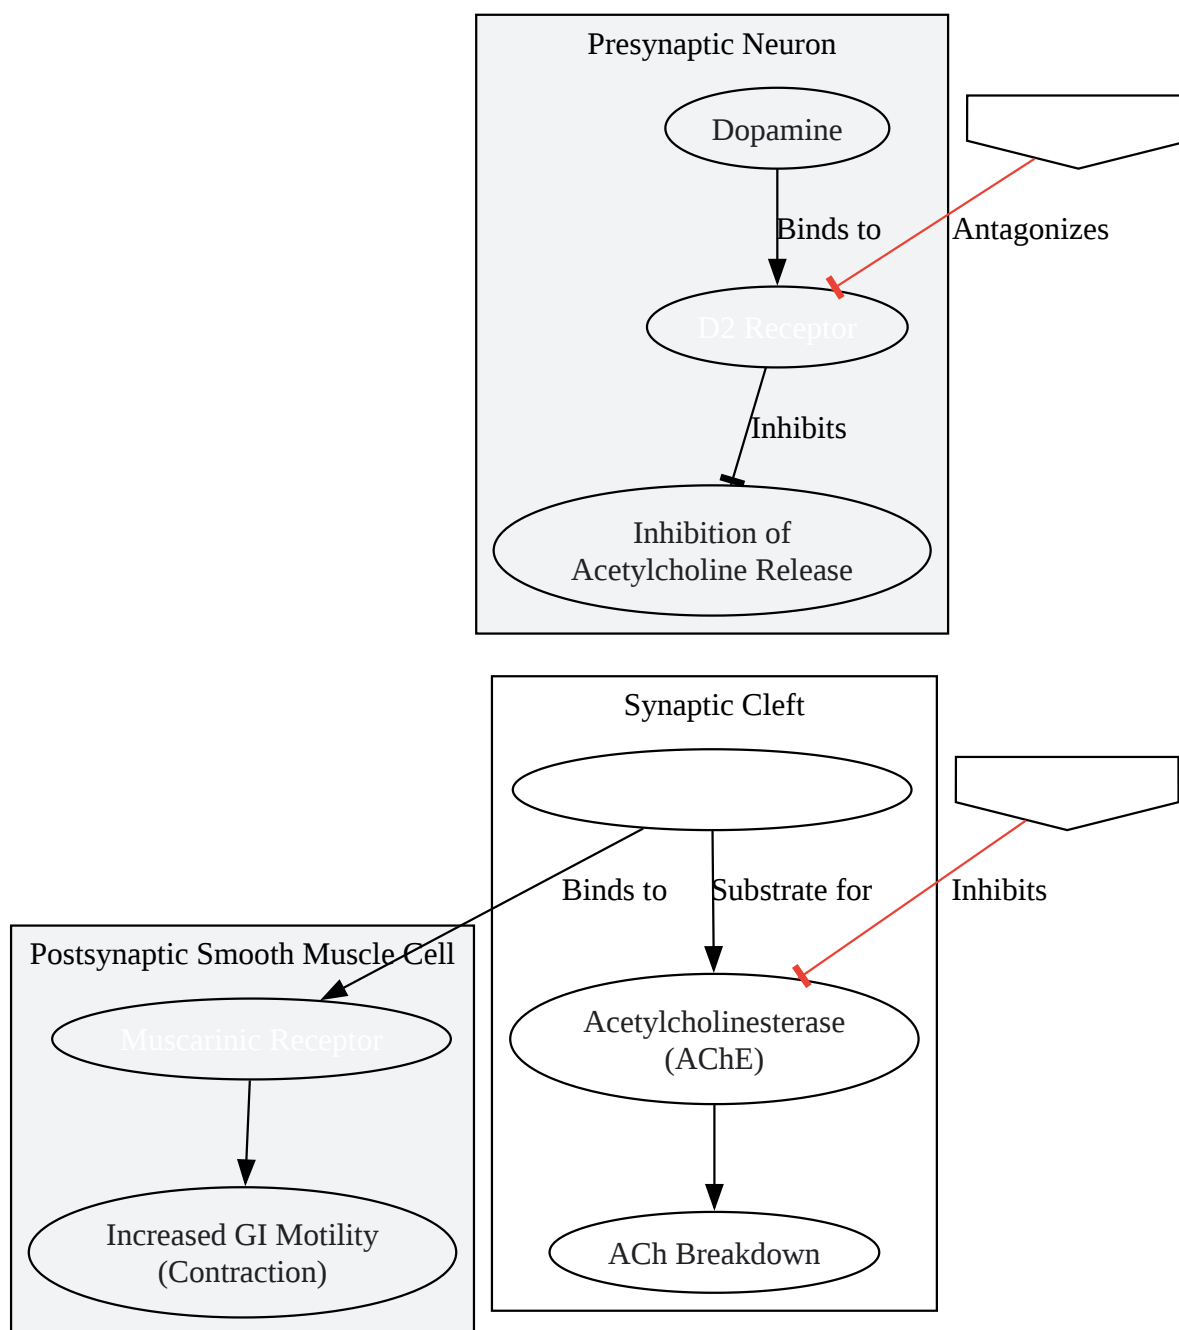 Presynaptic Neuron
Dopamine
Binds to
Antagonizes
D2 Receptor
Inhibits
Inhibition of
Acetylcholine Release
Synaptic Cleft
Binds to
Substrate for
Inhibits
Postsynaptic Smooth Muscle Cell
Muscarinic Receptor
Acetylcholinesterase
(AChE)
Increased GI Motility
(Contraction)
ACh Breakdown